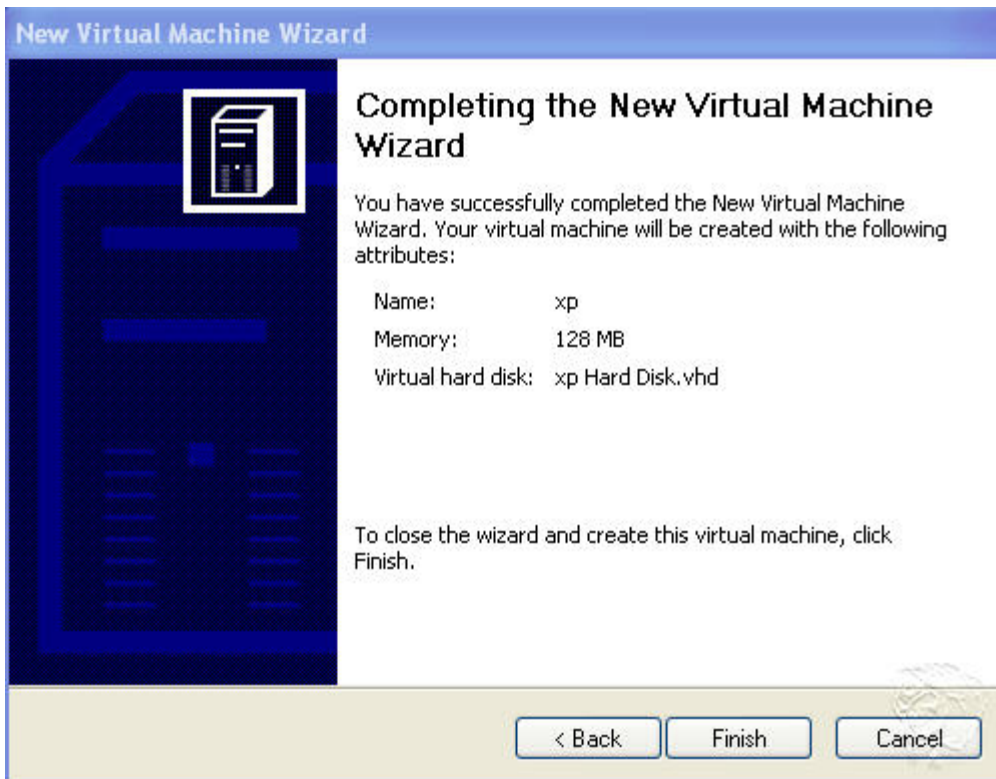 New Virtual Machine Wizard
Completing the New Virtual Machine
Wizard
You have successfully completed the New Virtual Machine
Wizard. Your virtual machine will be created with the following
attributes:
Name: xp
Memory: 128 MB
Virtual hard disk: xp Hard Disk.vhd
To close the wizard and create this virtual machine, click
Finish.
< Back Finish Cancel